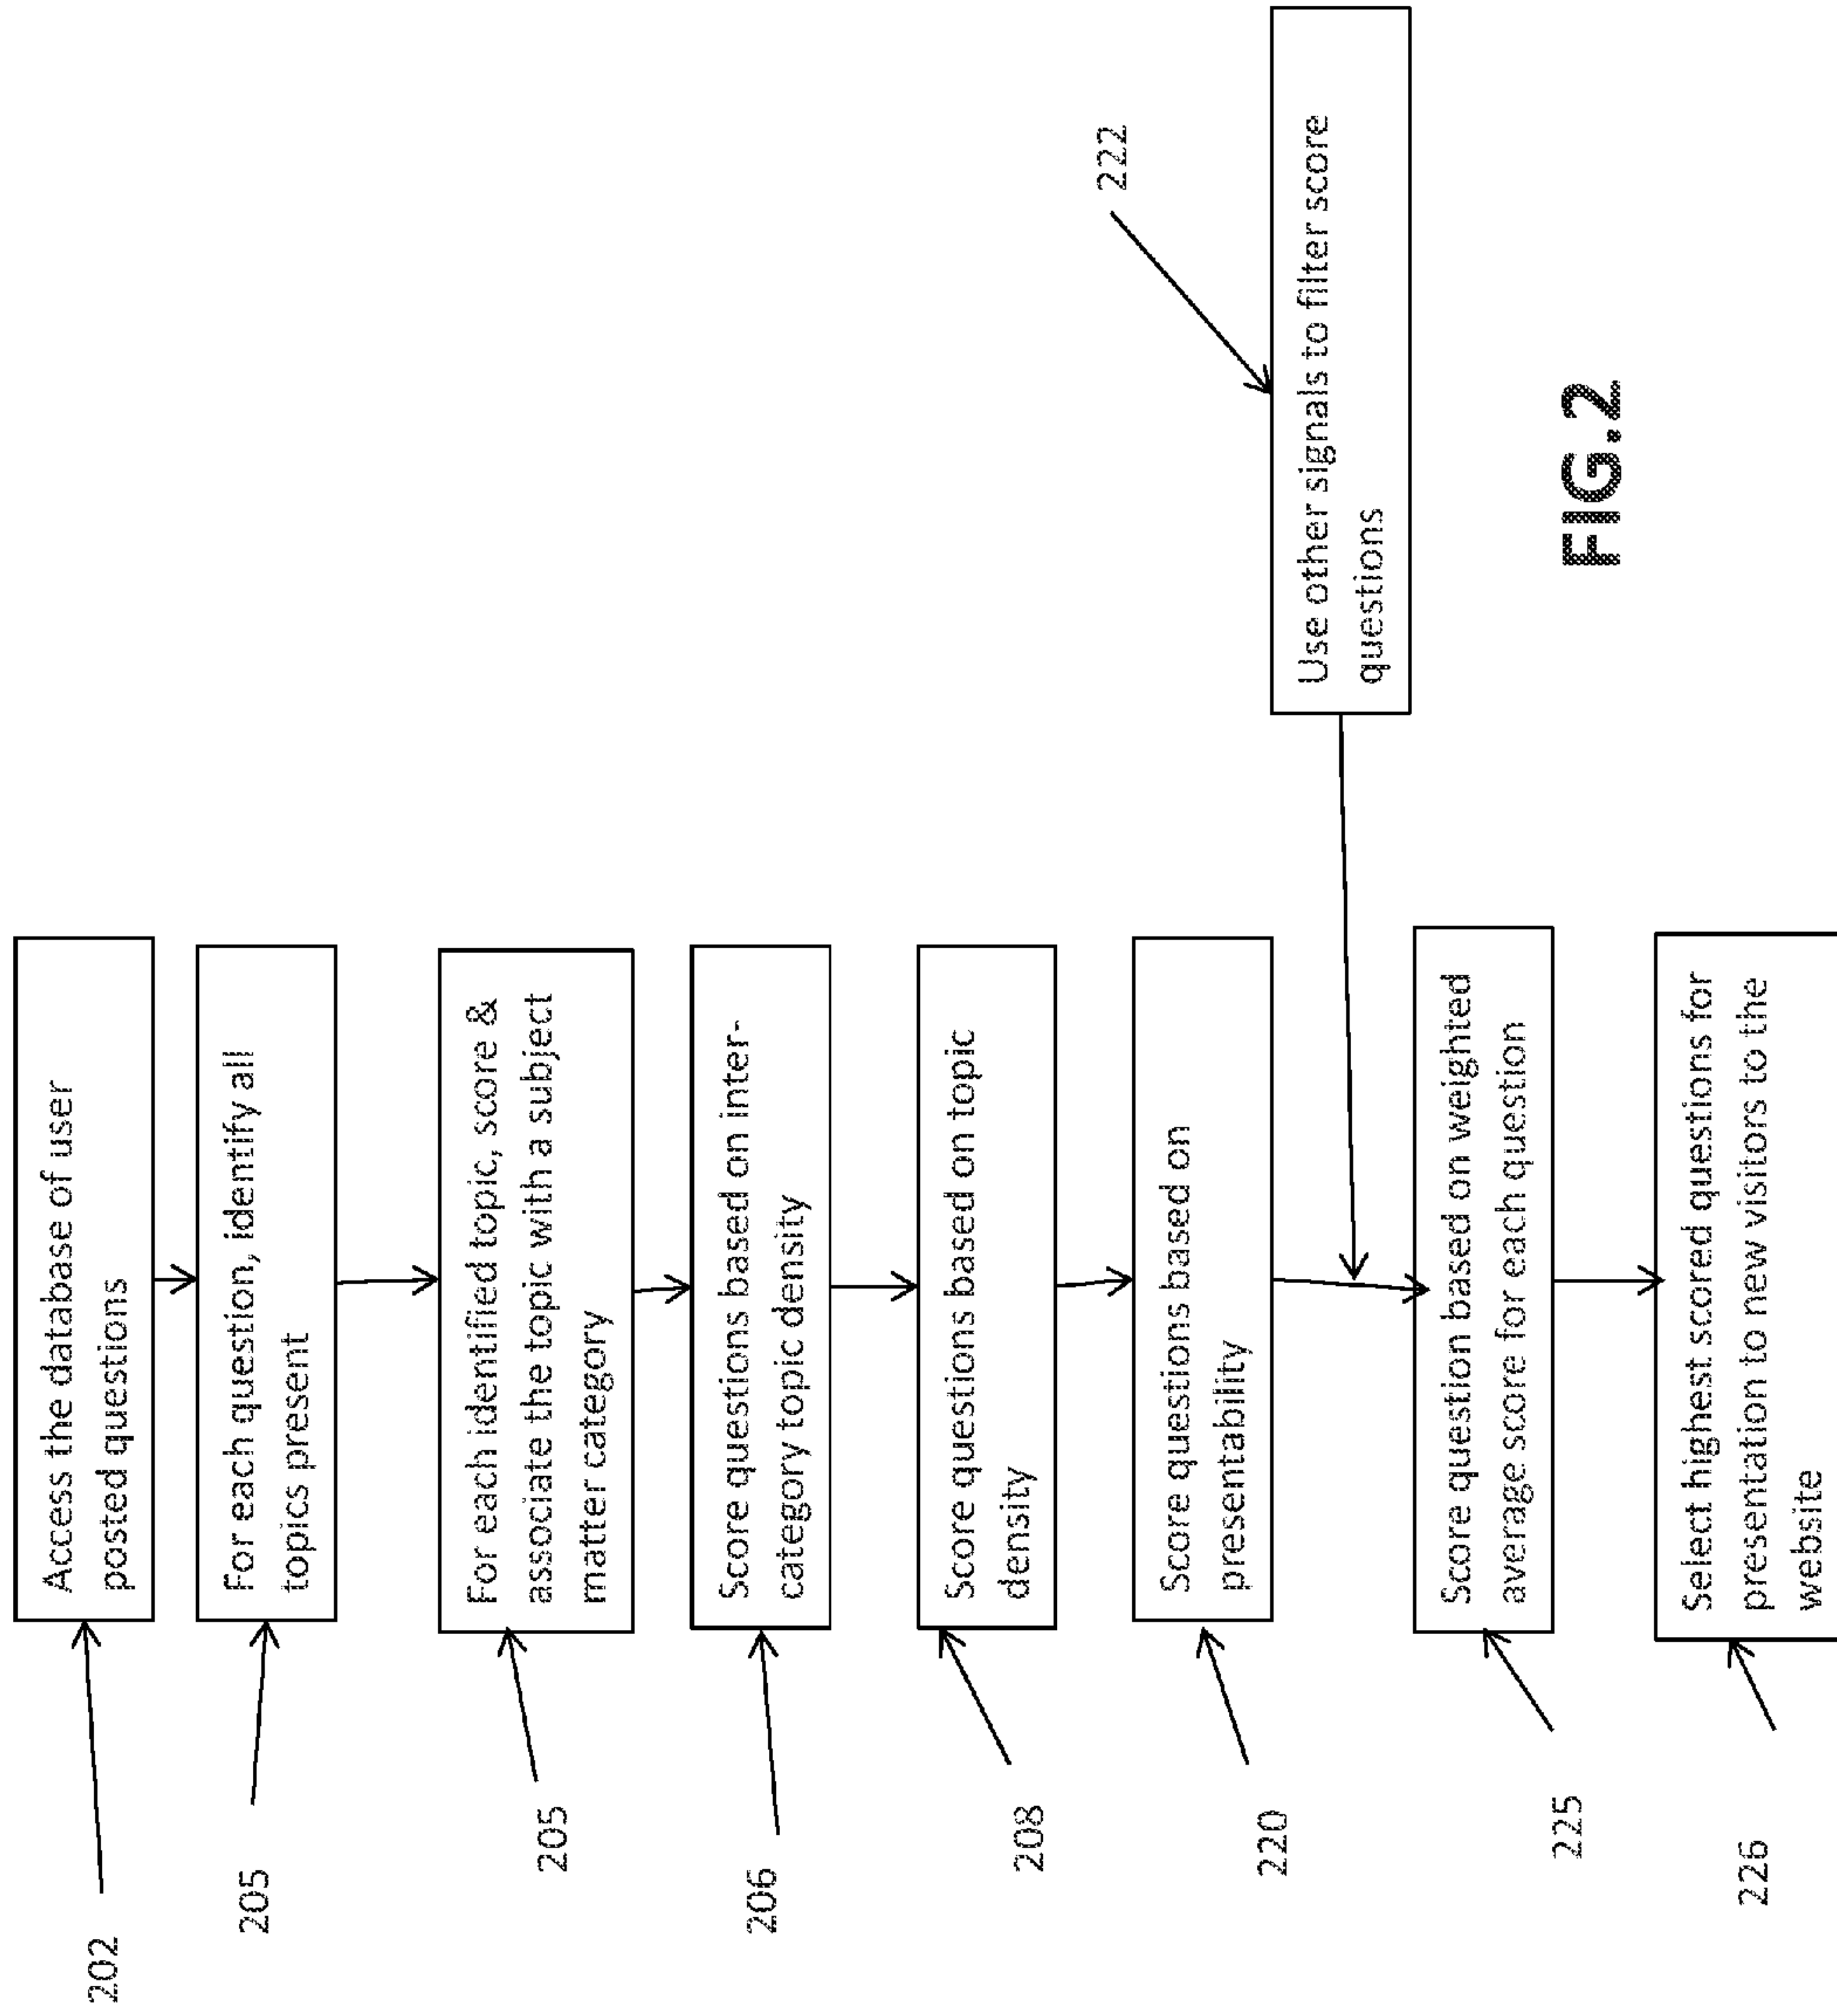 202
Access the database of user
posted questions
205
For each question, identify all
topics present
205
For each identified topic, score &
associate the topic with a subject
matter category
206
Score questions based on inter-
category topic density
208
Score questions based on topic
density
220
Score questions based on
presentability
222
Use other signals to filter score
questions
225
Score question based on weighted
average score for each question
226
Select highest scored questions for
presentation to new visitors to the
website
FIG.2